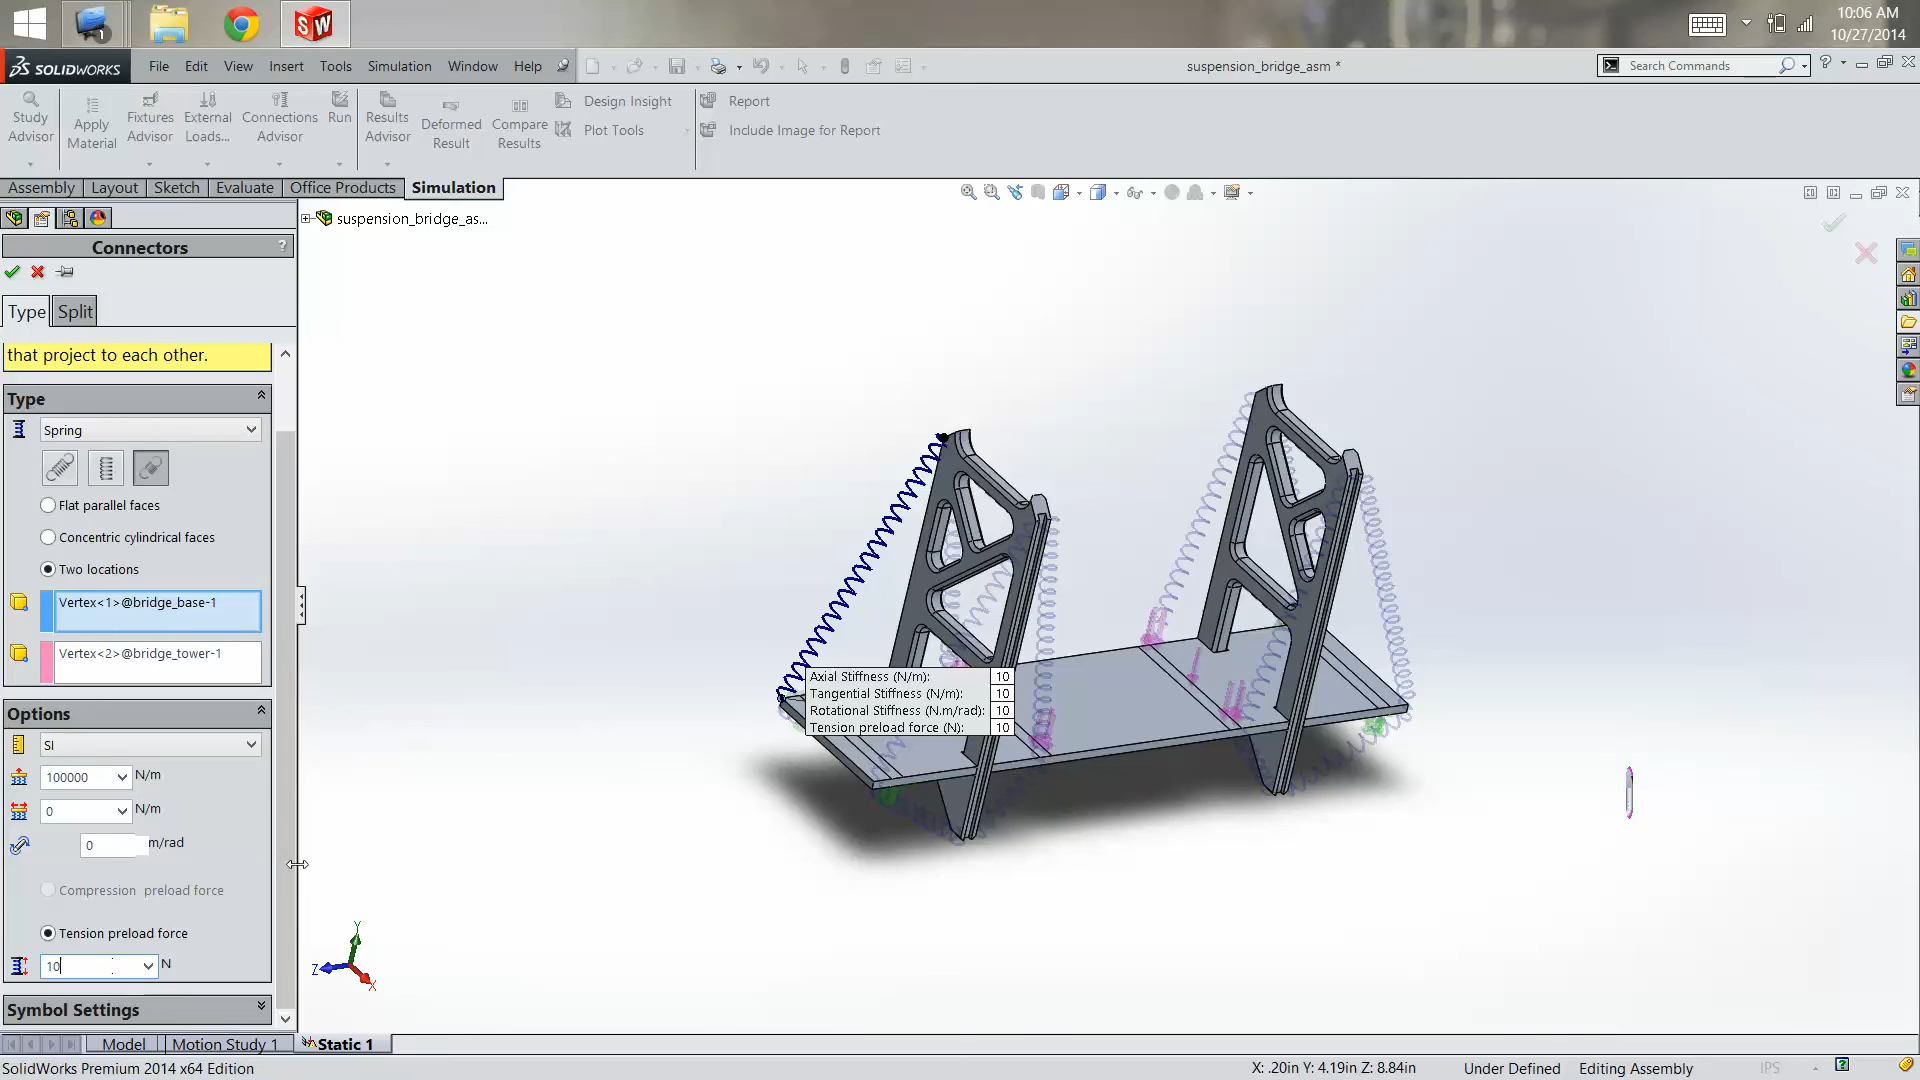 10:06 AM
10/27/2014
SOLIDWORKS
File Edit View Insert Tools Simulation Window Help
suspension_bridge_asm *
Search Commands
Study Advisor
Apply Material
Fixtures Advisor
External Loads...
Connections Advisor
Run
Results Advisor
Deformed Result
Compare Results
Design Insight
Plot Tools
Report
Include Image for Report
Assembly Layout Sketch Evaluate Office Products Simulation
suspension_bridge_as...
Connectors ?
Type Split
that project to each other.
Type
Spring
Flat parallel faces
Concentric cylindrical faces
Two locations
Vertex<1>@bridge_base-1
Vertex<2>@bridge_tower-1
Options
SI
100000 N/m
0 N/m
0 m/rad
Compression preload force
Tension preload force
10 N
Symbol Settings
Axial Stiffness (N/m): 10
Tangential Stiffness (N/m): 10
Rotational Stiffness (N.m/rad): 10
Tension preload force (N): 10
Y
Z
X
Model Motion Study 1 Static 1
SolidWorks Premium 2014 x64 Edition
X: .20in Y: 4.19in Z: 8.84in Under Defined Editing Assembly IPS